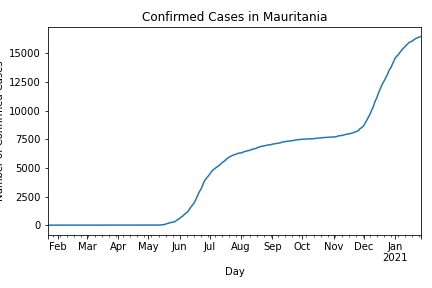 Confirmed Cases in Mauritania
Number of Confirmed Cases
15000
12500
10000
7500
5000
2500
0
Feb Mar Apr May Jun Jul Aug Sep Oct Nov Dec Jan
2021
Day